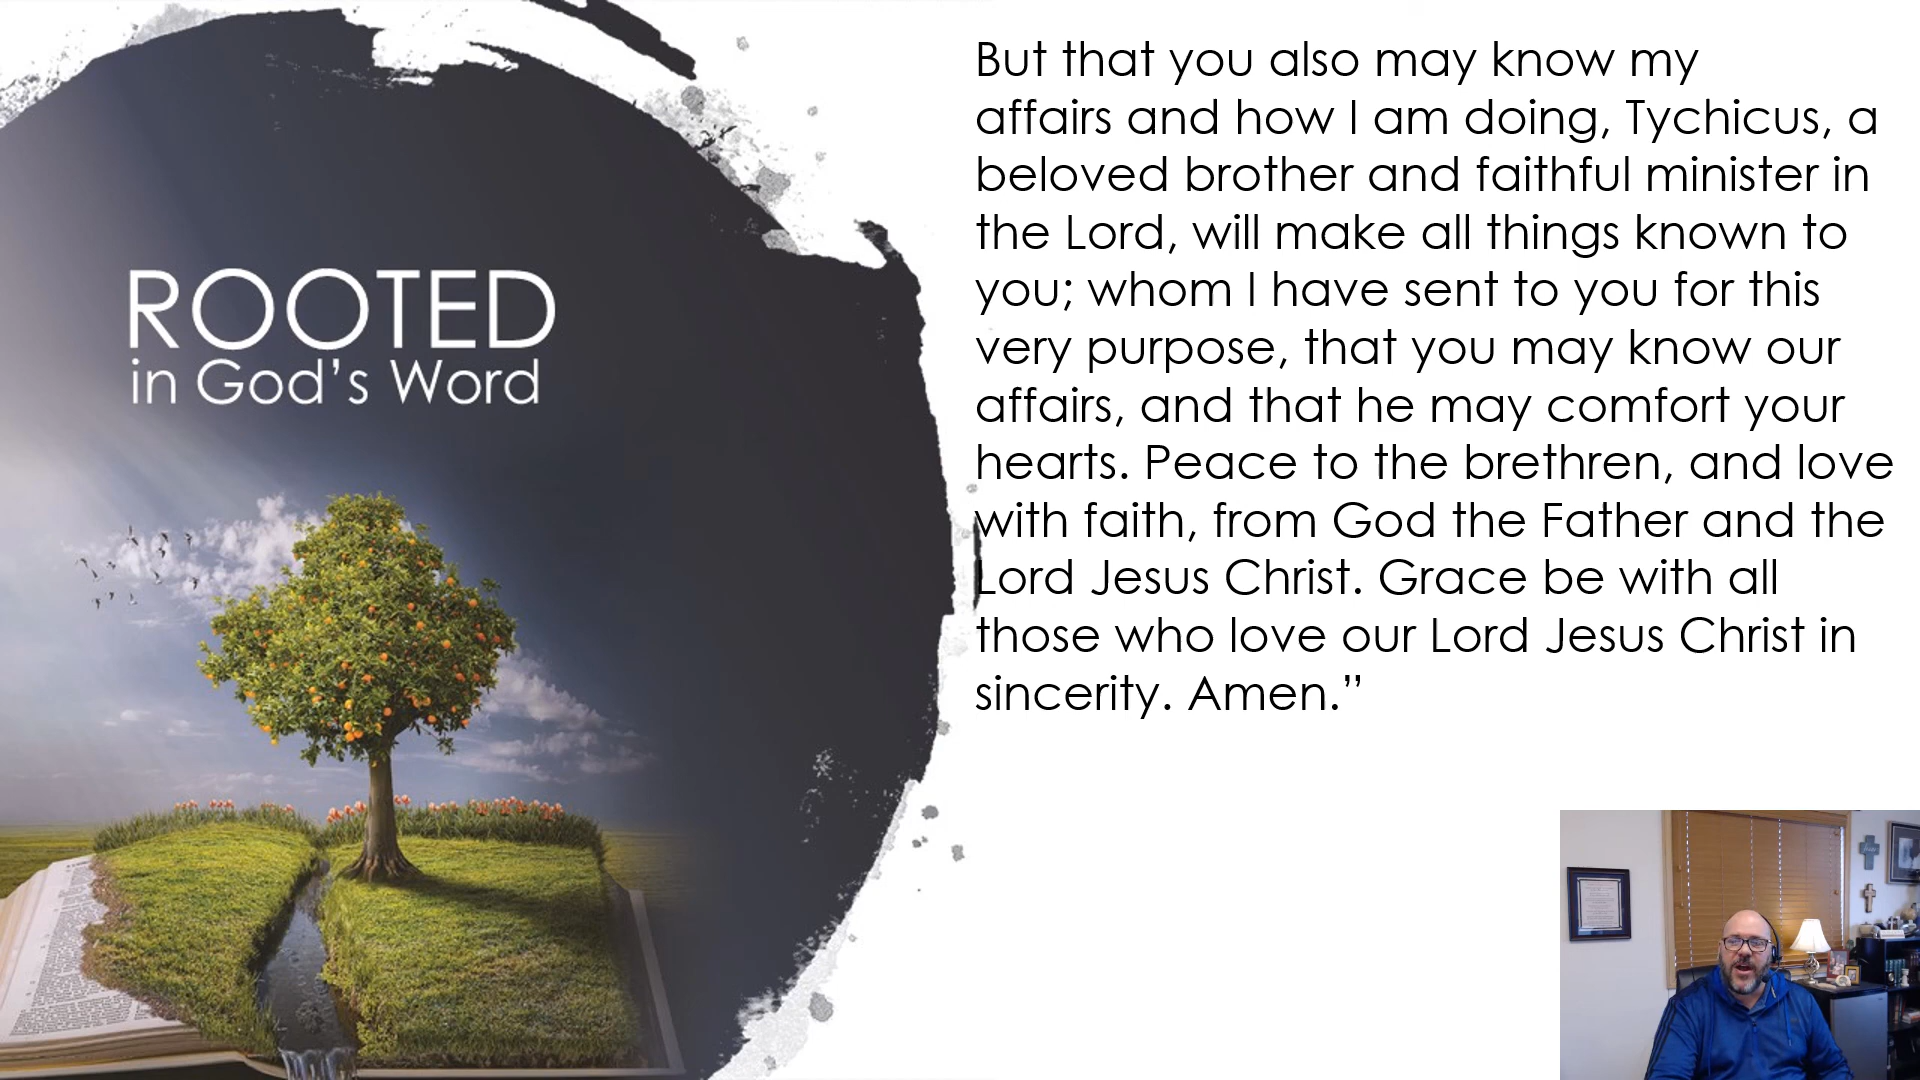 ROOTED
in God's Word
But that you also may know my
affairs and how I am doing, Tychicus, a
beloved brother and faithful minister in
the Lord, will make all things known to
you; whom I have sent to you for this
very purpose, that you may know our
affairs, and that he may comfort your
hearts. Peace to the brethren, and love
with faith, from God the Father and the
Lord Jesus Christ. Grace be with all
those who love our Lord Jesus Christ in
sincerity. Amen.”